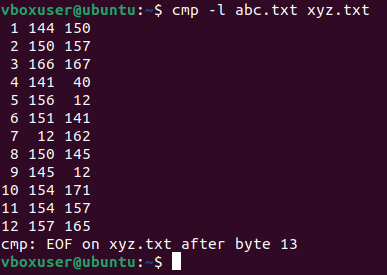 vboxuser@ubuntu:~$ cmp -l abc.txt xyz.txt
 1 144 150
 2 150 157
 3 166 167
 4 141  40
 5 156  12
 6 151 141
 7  12 162
 8 150 145
 9 145  12
10 154 171
11 154 157
12 157 165
cmp: EOF on xyz.txt after byte 13
vboxuser@ubuntu:~$